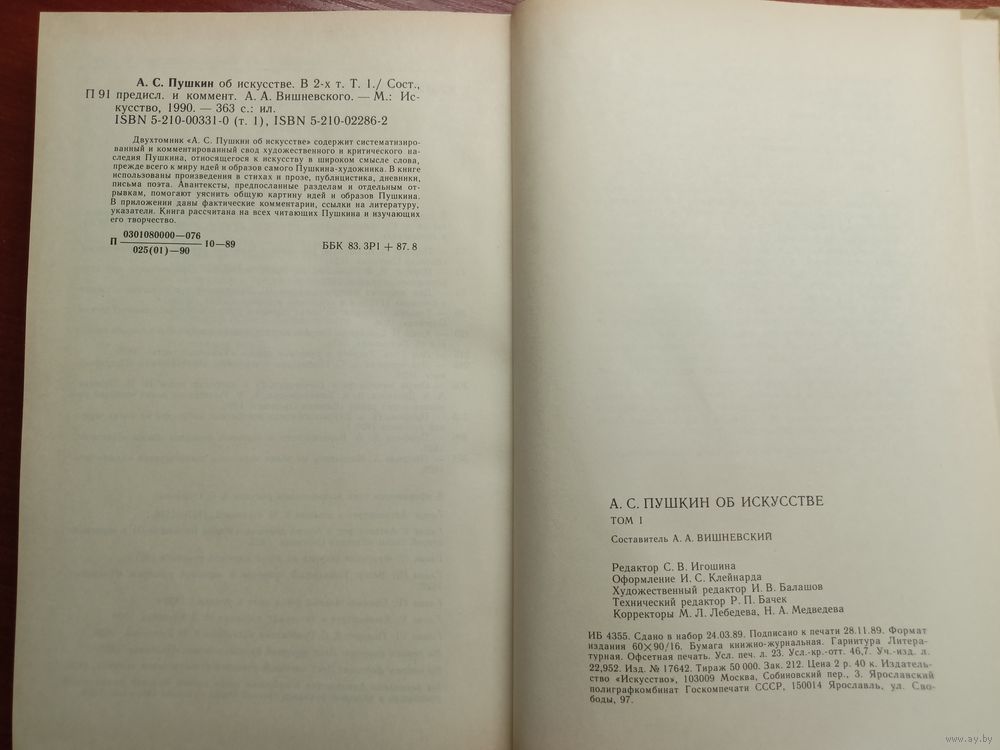 А. С. Пушкин об искусстве. В 2-х т. Т. 1./ Сост.,
П 91 предисл. и коммент. А. А. Вишневского. — М.: Ис-
кусство, 1990. — 363 с.: ил.
ISBN 5-210-00331-0 (т. 1), ISBN 5-210-02286-2
Двухтомник «А. С. Пушкин об искусстве» содержит систематизиро-
ванный и комментированный свод художественного и критического на-
следия Пушкина, относящегося к искусству в широком смысле слова,
прежде всего к миру идей и образов самого Пушкина-художника. В книге
использованы произведения в стихах и прозе, публицистика, дневники,
письма поэта. Авантексты, предпосланные разделам и отдельным от-
рывкам, помогают уяснить общую картину идей и образов Пушкина.
В приложении даны фактические комментарии, ссылки на литературу,
указатели. Книга рассчитана на всех читающих Пушкина и изучающих
его творчество.
П 0301080000—076
025(01)—90 10—89
ББК 83. 3Р1 + 87. 8
А. С. ПУШКИН ОБ ИСКУССТВЕ
ТОМ I
Составитель А. А. ВИШНЕВСКИЙ
Редактор С. В. Игошина
Оформление И. С. Клейнарда
Художественный редактор И. В. Балашов
Технический редактор Р. П. Бачек
Корректоры М. Л. Лебедева, Н. А. Медведева
ИБ 4355. Сдано в набор 24.03.89. Подписано к печати 28.11.89. Формат
издания 60×90/16. Бумага книжно-журнальная. Гарнитура Литера-
турная. Офсетная печать. Усл. печ. л. 23. Усл.-кр.-отт. 46,7. Уч.-изд. л.
22,952. Изд. № 17642. Тираж 50 000. Зак. 212. Цена 2 р. 40 к. Издатель-
ство «Искусство», 103009 Москва, Собиновский пер., 3. Ярославский
полиграфкомбинат Госкомпечати СССР, 150014 Ярославль, ул. Сво-
боды, 97.
www.ay.by